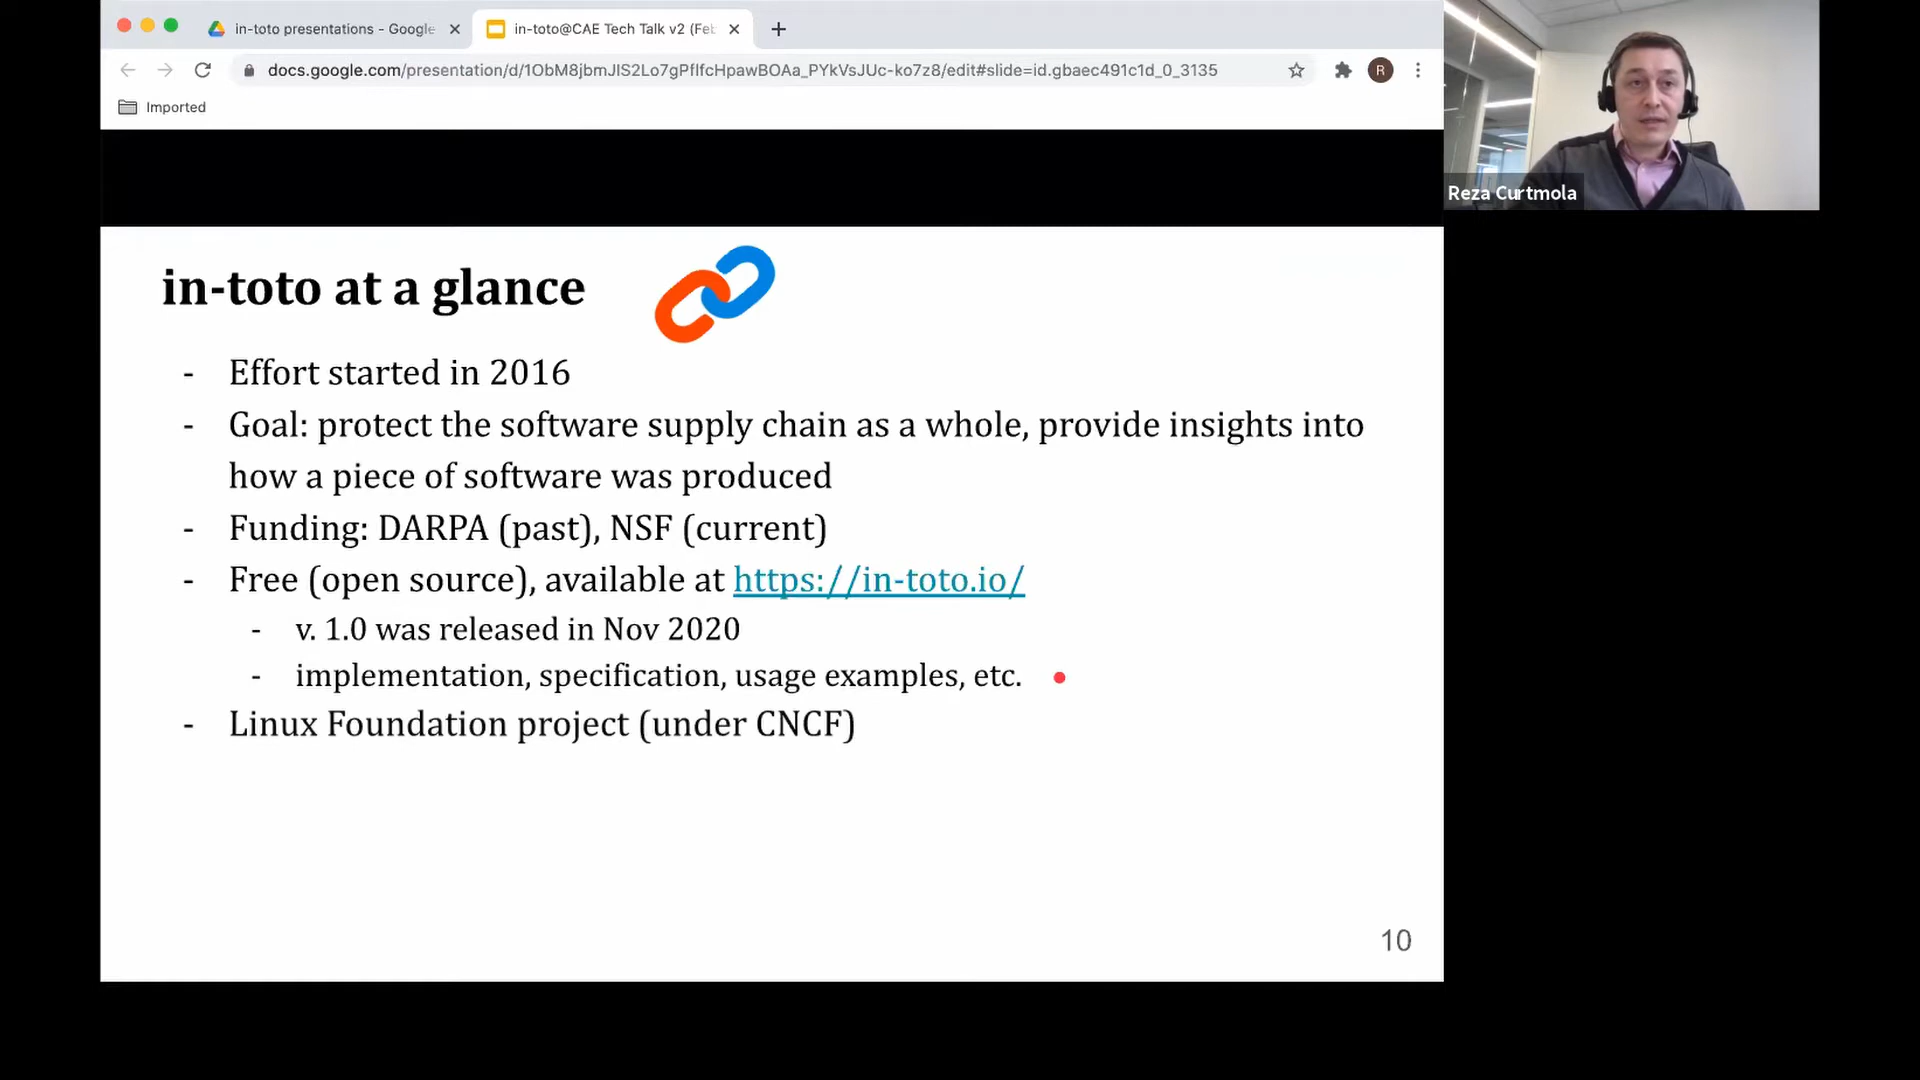 in-toto presentations - Google
in-toto@CAE Tech Talk v2 (Feb
docs.google.com/presentation/d/1ObM8jbmJIS2Lo7gPfIfcHpawBOAa_PYkVsJUc-ko7z8/edit#slide=id.gbaec491c1d_0_3135
R
Imported
Reza Curtmola
in-toto at a glance
- Effort started in 2016
- Goal: protect the software supply chain as a whole, provide insights into
how a piece of software was produced
- Funding: DARPA (past), NSF (current)
- Free (open source), available at https://in-toto.io/
- v. 1.0 was released in Nov 2020
- implementation, specification, usage examples, etc.
- Linux Foundation project (under CNCF)
10